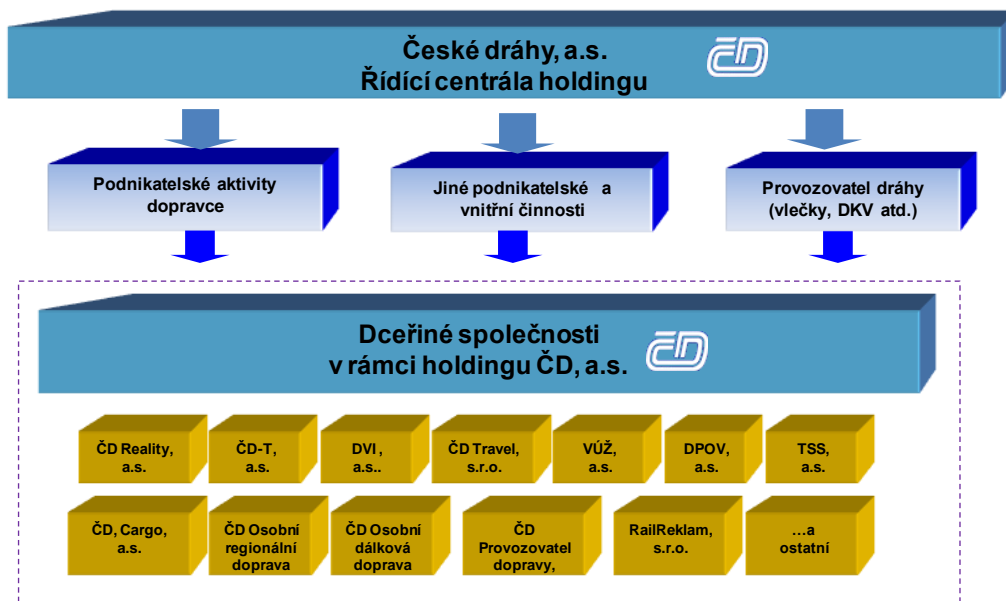 České dráhy, a.s.
Řídící centrála holdingu
ČD
Podnikatelské aktivity
dopravce
Jiné podnikatelské a
vnitřní činnosti
Provozovatel dráhy
(vlečky, DKV atd.)
Dceřiné společnosti
v rámci holdingu ČD, a.s.
ČD
ČD Reality,
a.s.
ČD-T,
a.s.
DVI ,
a.s..
ČD Travel,
s.r.o.
VÚŽ,
a.s.
DPOV,
a.s.
TSS,
a.s.
ČD, Cargo,
a.s.
ČD Osobní
regionální
doprava
ČD Osobní
dálková
doprava
ČD
Provozovatel
dopravy,
RailReklam,
s.r.o.
...a
ostatní